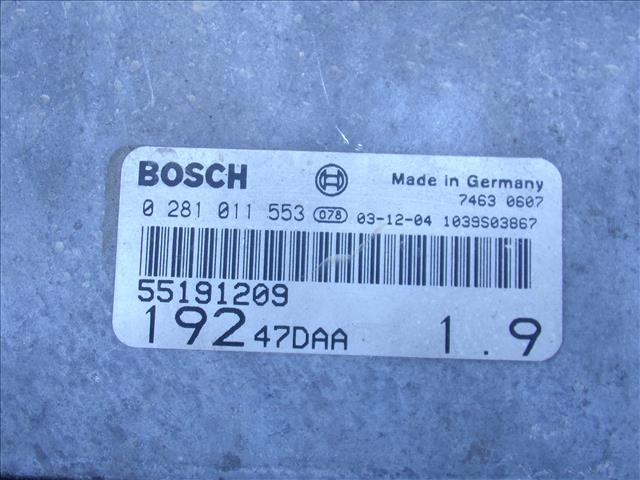 BOSCH Made in Germany
7463 0607
0 281 011 553 078 03-12-04 1039S03867
55191209
192 47DAA 1.9